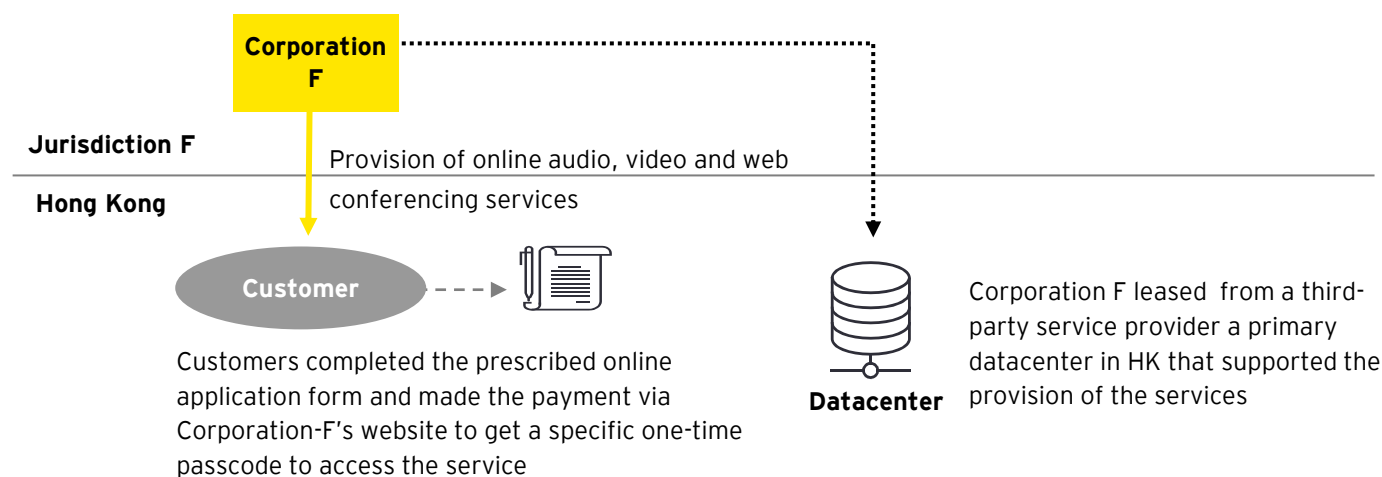 Corporation
F
Jurisdiction F
Provision of online audio, video and web
conferencing services
Hong Kong
Customer
Customers completed the prescribed online
application form and made the payment via
Corporation-F's website to get a specific one-time
passcode to access the service
Datacenter
Corporation F leased from a third-
party service provider a primary
datacenter in HK that supported the
provision of the services